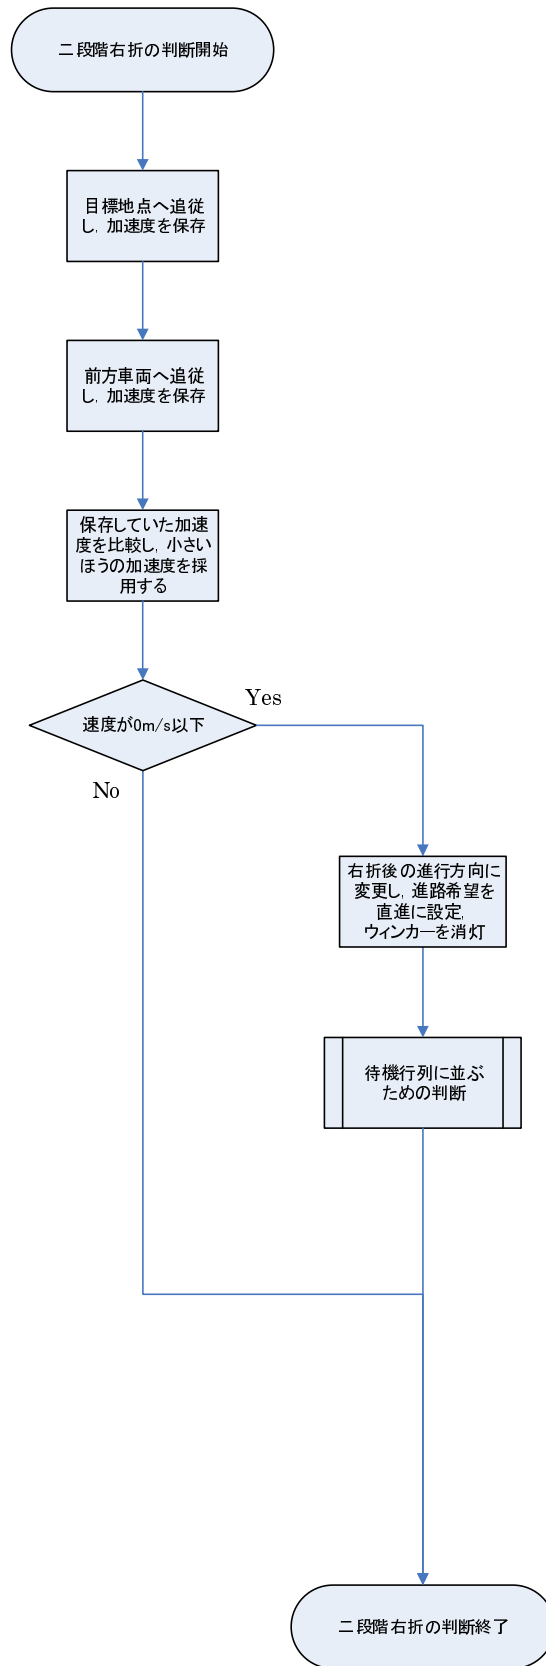 二段階右折の判断開始
目標地点へ追従
し, 加速度を保存
前方車両へ追従
し, 加速度を保存
保存していた加速
度を比較し, 小さい
ほうの加速度を採
用する
速度が0m/s以下
Yes
No
右折後の進行方向に
変更し, 進路希望を
直進に設定,
ウィンカーを消灯
待機行列に並ぶ
ための判断
二段階右折の判断終了